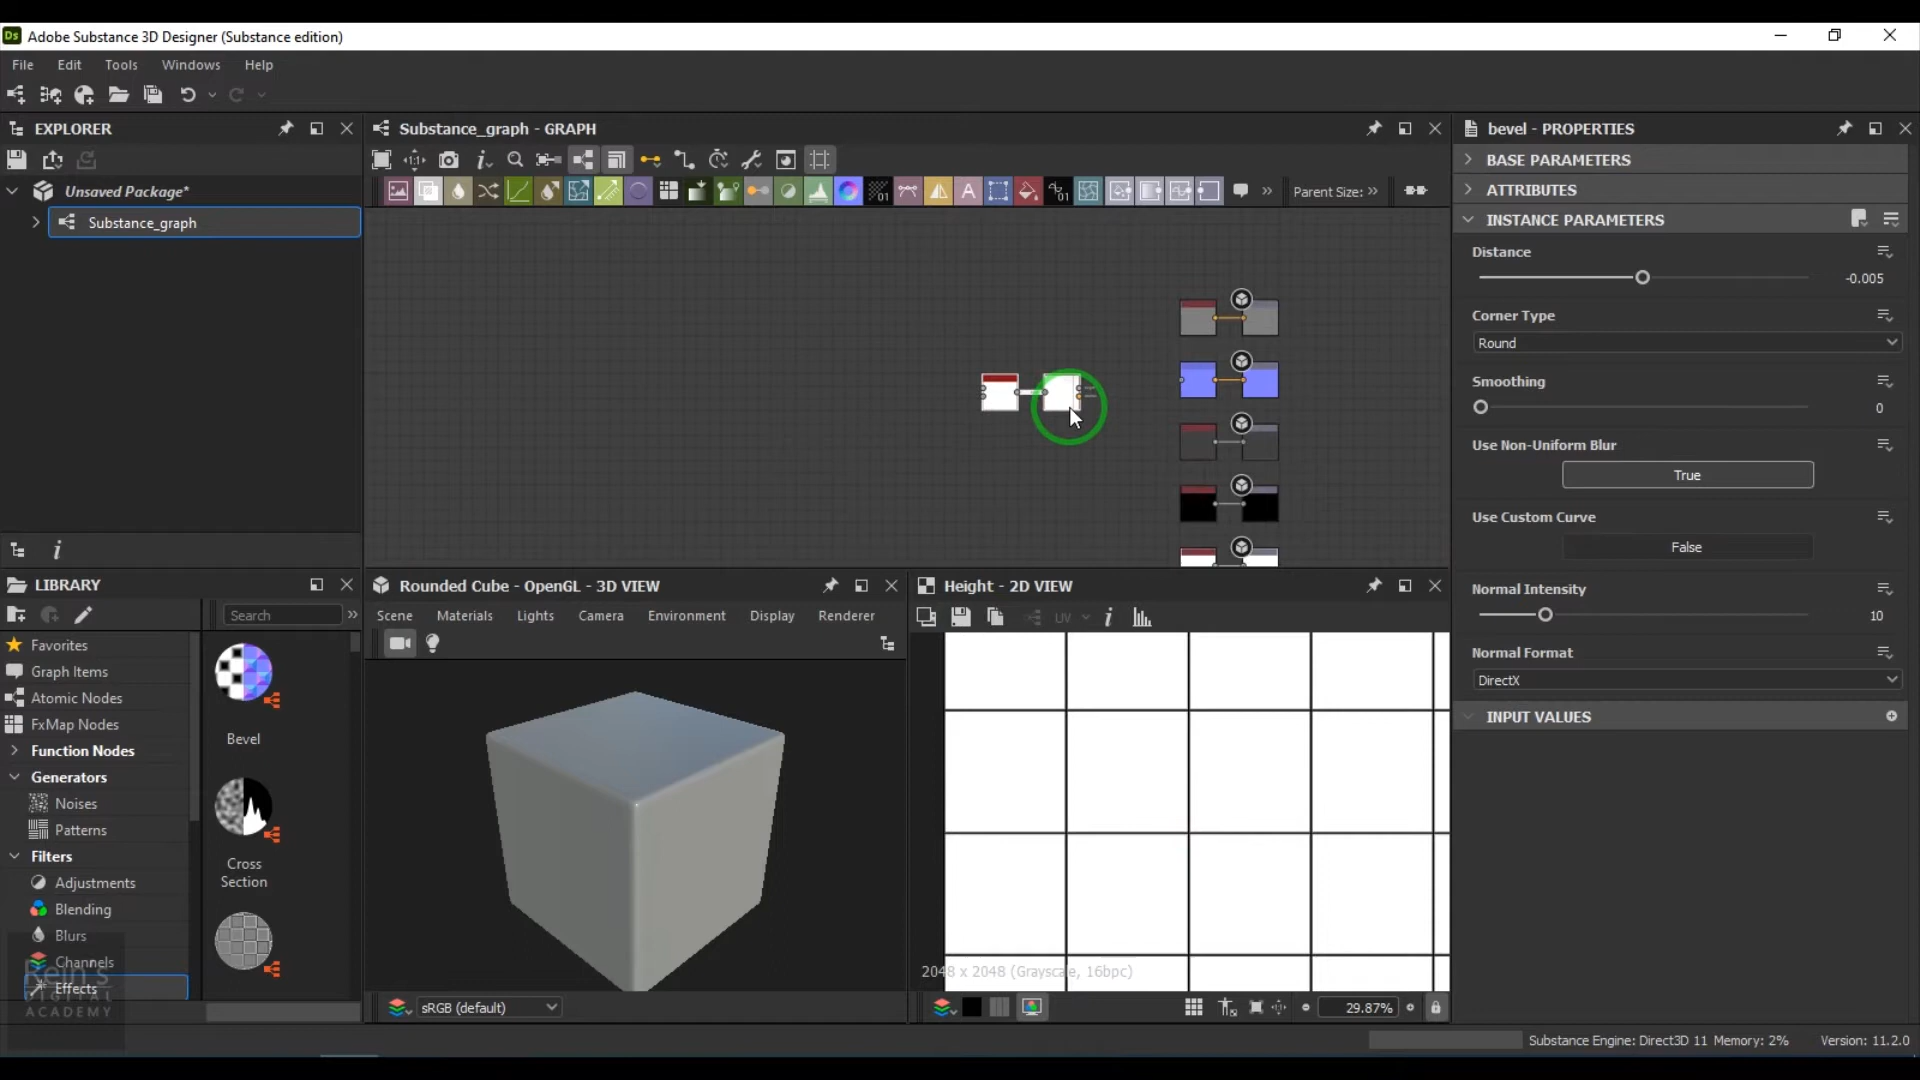 Ds Adobe Substance 3D Designer (Substance edition)
File Edit Tools Windows Help
EXPLORER
Unsaved Package*
Substance_graph
Substance_graph - GRAPH
Parent Size:
bevel - PROPERTIES
BASE PARAMETERS
ATTRIBUTES
INSTANCE PARAMETERS
Distance
-0.005
Corner Type
Round
Smoothing
0
Use Non-Uniform Blur
True
Use Custom Curve
False
Normal Intensity
10
Normal Format
DirectX
INPUT VALUES
LIBRARY
Search
Favorites
Graph Items
Atomic Nodes
FxMap Nodes
Function Nodes
Generators
Noises
Patterns
Filters
Adjustments
Blending
Blurs
Channels
Effects
Bevel
Cross
Section
Rein's
DIGITAL
ACADEMY
Rounded Cube - OpenGL - 3D VIEW
Scene Materials Lights Camera Environment Display Renderer
sRGB (default)
Height - 2D VIEW
UV
2048 x 2048 (Grayscale, 16bpc)
29.87%
Substance Engine: Direct3D 11 Memory: 2% Version: 11.2.0